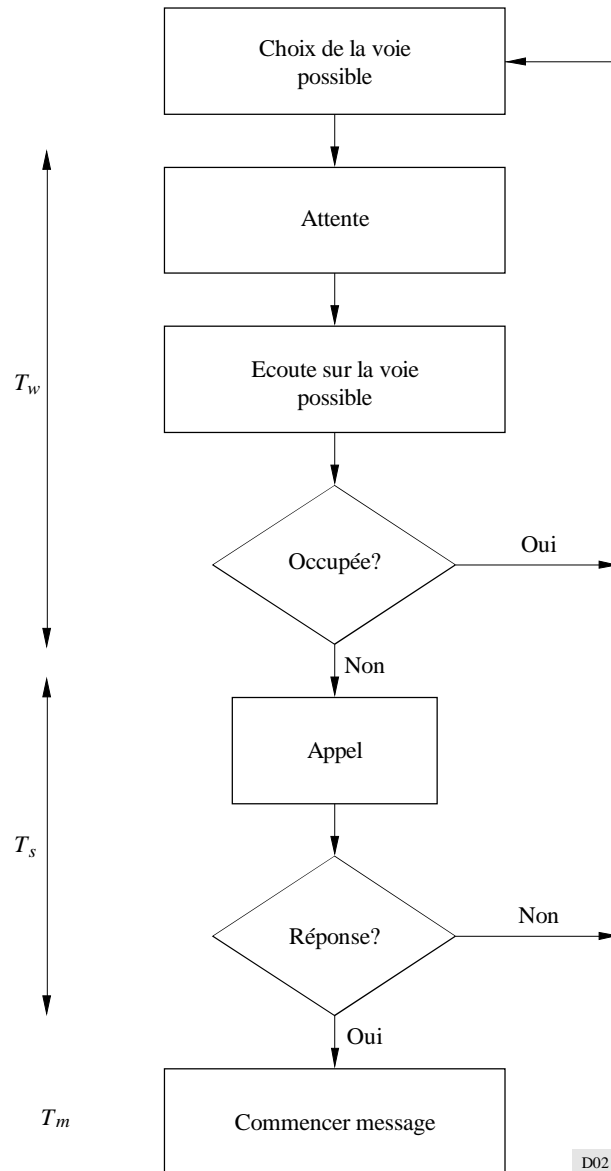 Choix de la voie
possible
Attente
Ecoute sur la voie
possible
T_w
Occupée?
Oui
Non
Appel
T_s
Réponse?
Non
Oui
T_m
Commencer message
D02